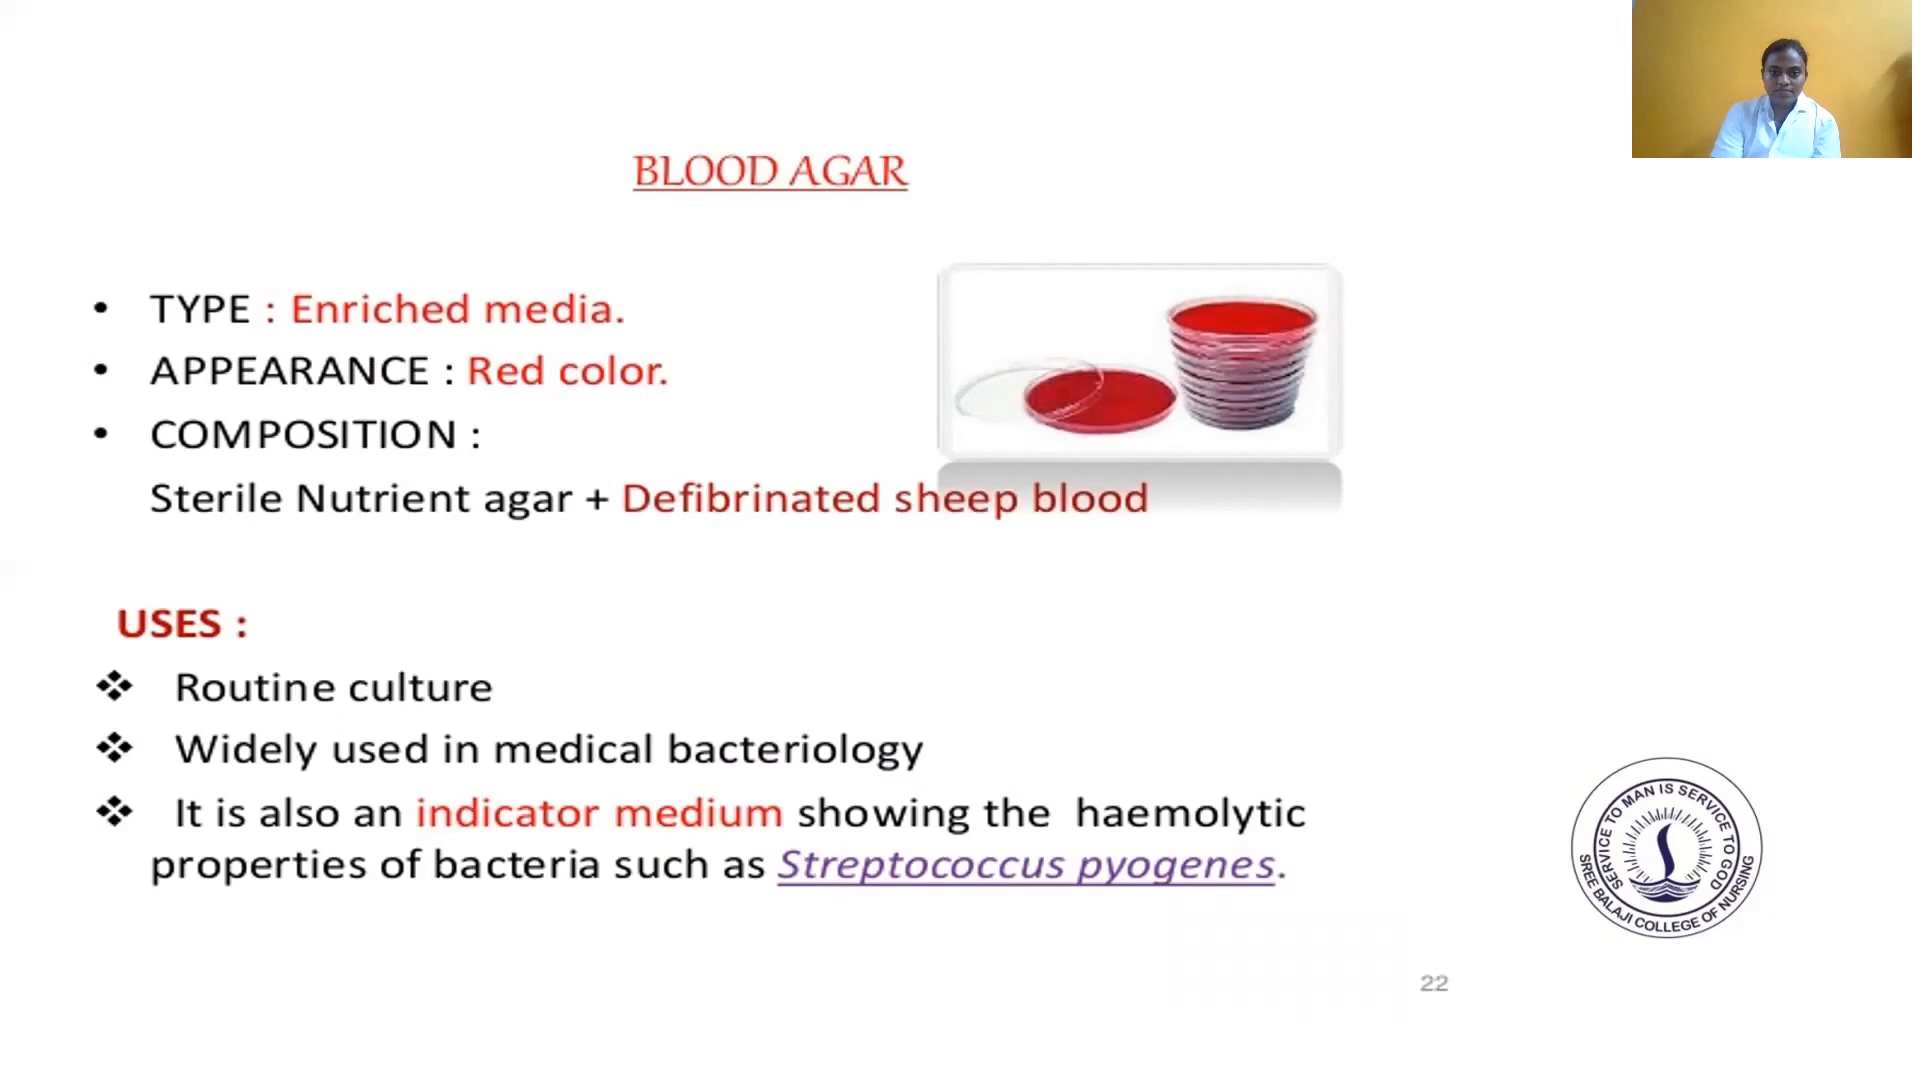 BLOOD AGAR
• TYPE : Enriched media.
• APPEARANCE : Red color.
• COMPOSITION :
Sterile Nutrient agar + Defibrinated sheep blood
USES :
❖ Routine culture
❖ Widely used in medical bacteriology
❖ It is also an indicator medium showing the haemolytic
properties of bacteria such as Streptococcus pyogenes.
SERVICE TO MAN IS SERVICE TO GOD
SREE BALAJI COLLEGE OF NURSING
22